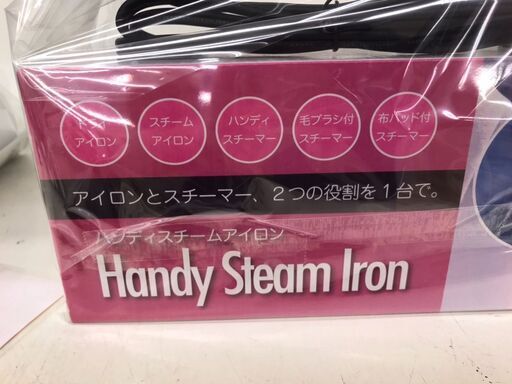 ドライ
アイロン
スチーム
アイロン
ハンディ
スチーマー
毛ブラシ付
スチーマー
布パッド付
スチーマー
アイロンとスチーマー、2つの役割を1台で。
ハンディスチームアイロン
Handy Steam Iron